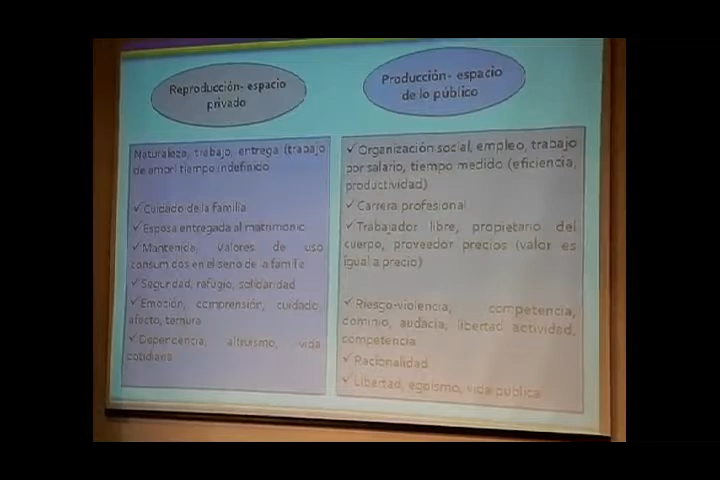 Reproducción- espacio
privado
Producción- espacio
de lo público
Naturaleza, trabajo, entrega (trabajo
de amor) tiempo indefinido
✓Cuidado de la familia
✓Esposa entregada al matrimonio
✓Mantenida, valores de uso
consumidos en el seno de la familia
✓Seguridad, refugio, solidaridad
✓Emoción, comprensión, cuidado,
afecto, ternura
✓Dependencia, altruismo, vida
cotidiana
✓Organización social, empleo, trabajo
por salario, tiempo medido (eficiencia,
productividad)
✓Carrera profesional
✓Trabajador libre, propietario del
cuerpo, proveedor precios (valor es
igual a precio)
✓Riesgo-violencia, competencia,
dominio, audacia, libertad actividad,
competencia
✓Racionalidad
✓Libertad, egoísmo, vida pública